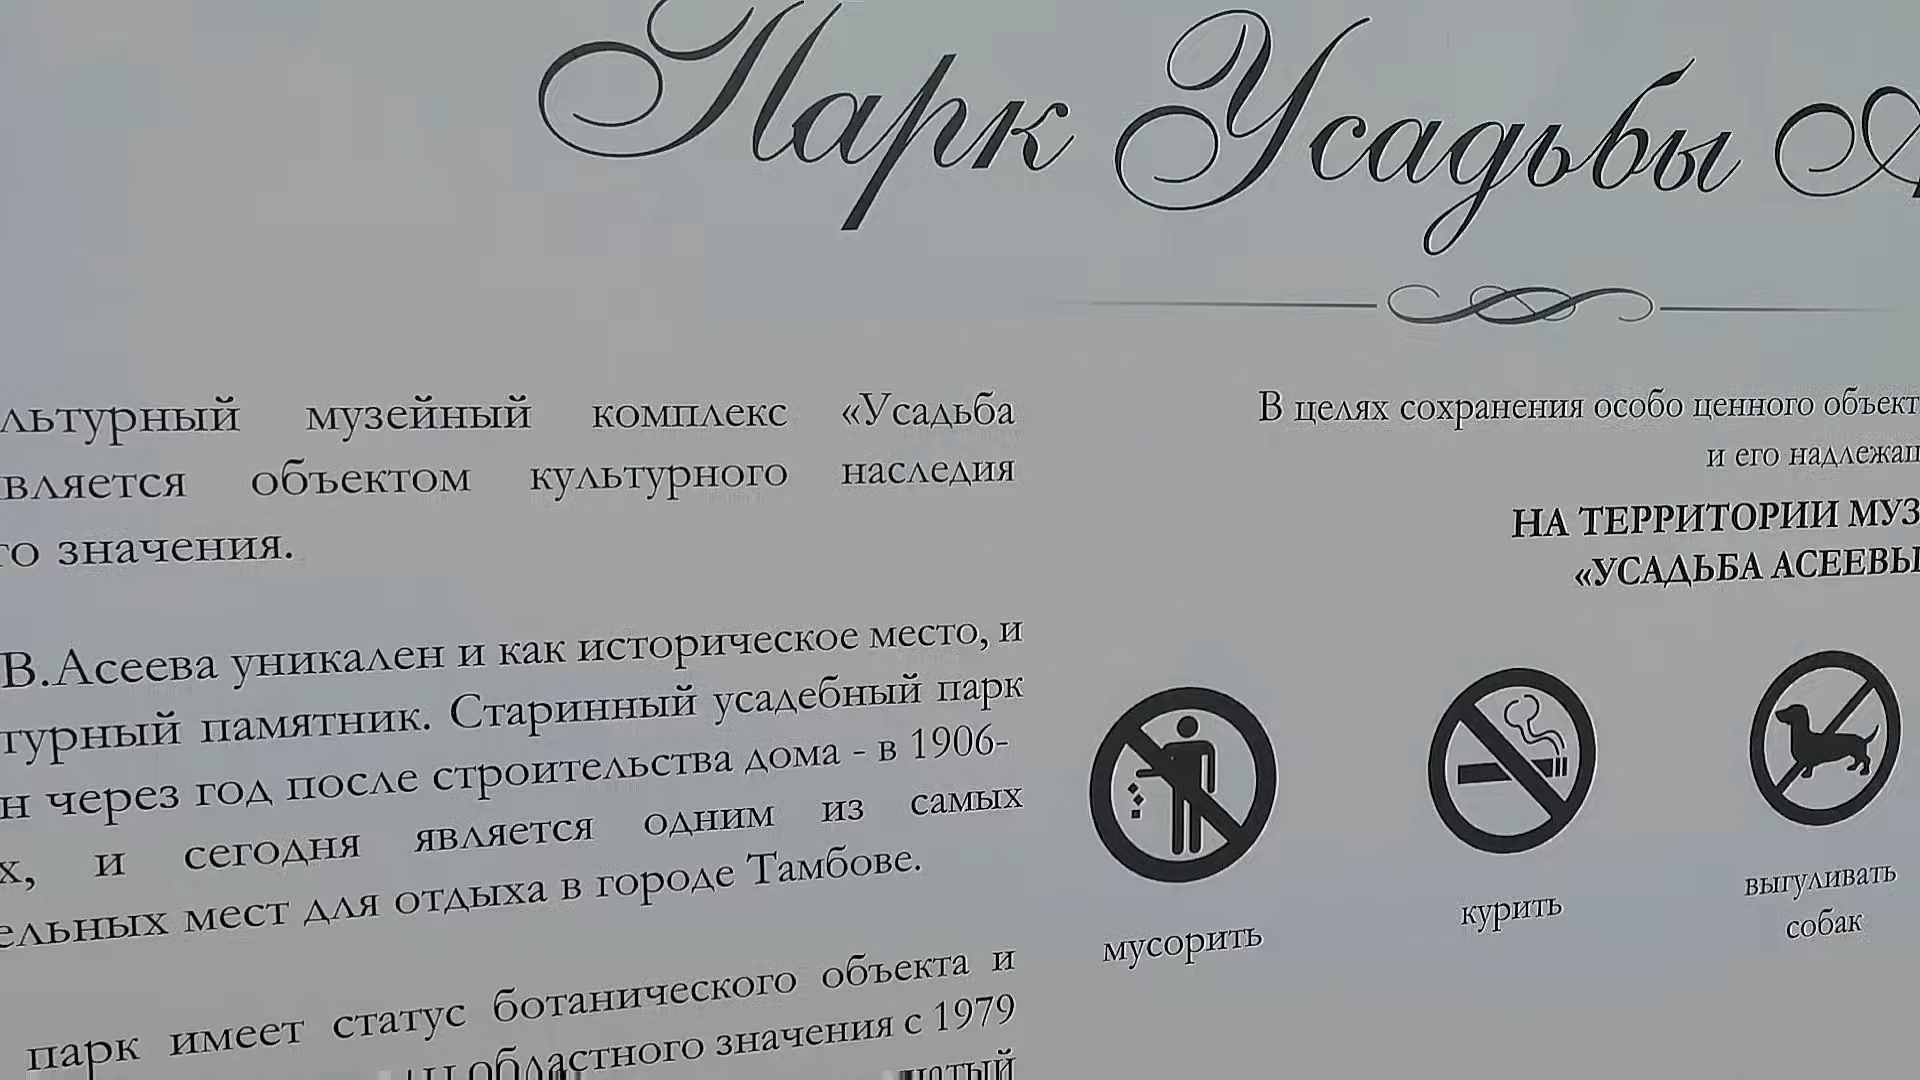 Парк Усадьбы А
льтурный музейный комплекс «Усадьба
вляется объектом культурного наследия
го значения.
В.Асеева уникален и как историческое место, и
турный памятник. Старинный усадебный парк
н через год после строительства дома - в 1906-
х, и сегодня является одним из самых
ельных мест для отдыха в городе Тамбове.
парк имеет статус ботанического объекта и
областного значения с 1979
В целях сохранения особо ценного объект
и его надлежащ
НА ТЕРРИТОРИИ МУЗ
«УСАДЬБА АСЕЕВЫ
мусорить
курить
выгуливать
собак